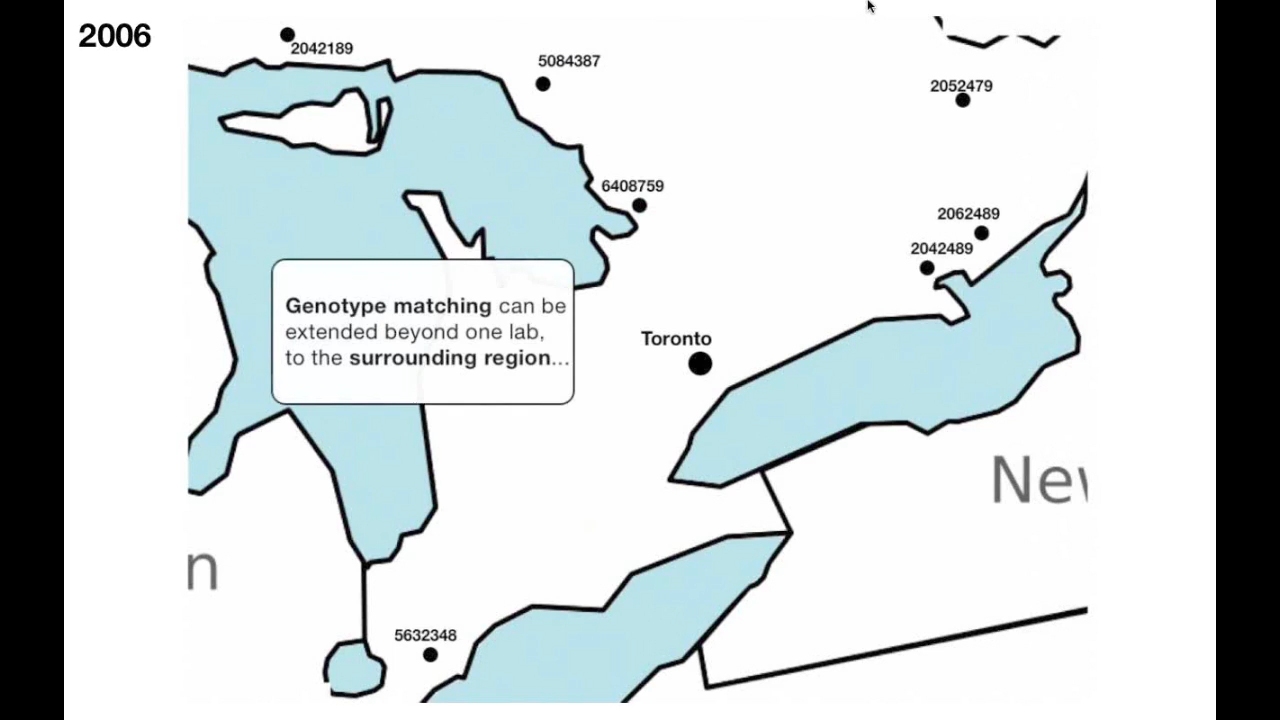 2006
2042189
5084387
2052479
6408759
2062489
2042489
Genotype matching can be
extended beyond one lab,
to the surrounding region...
Toronto
New
n
5632348